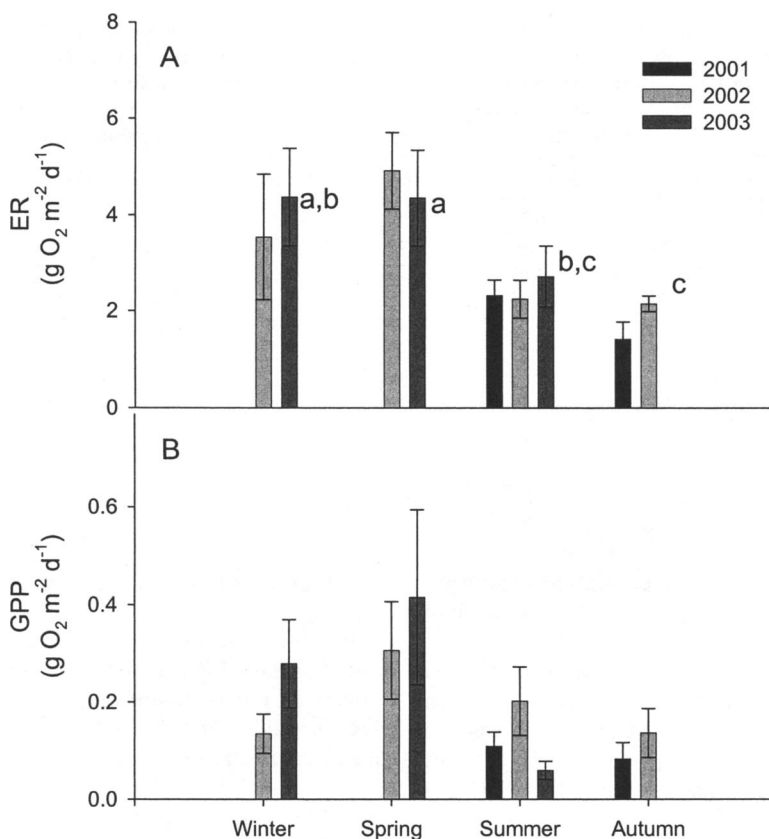 A
8
6
4
2
0
ER
(g O₂ m⁻² d⁻¹)
2001
2002
2003
a,b
a
b,c
c
B
0.6
0.4
0.2
0.0
GPP
(g O₂ m⁻² d⁻¹)
Winter Spring Summer Autumn